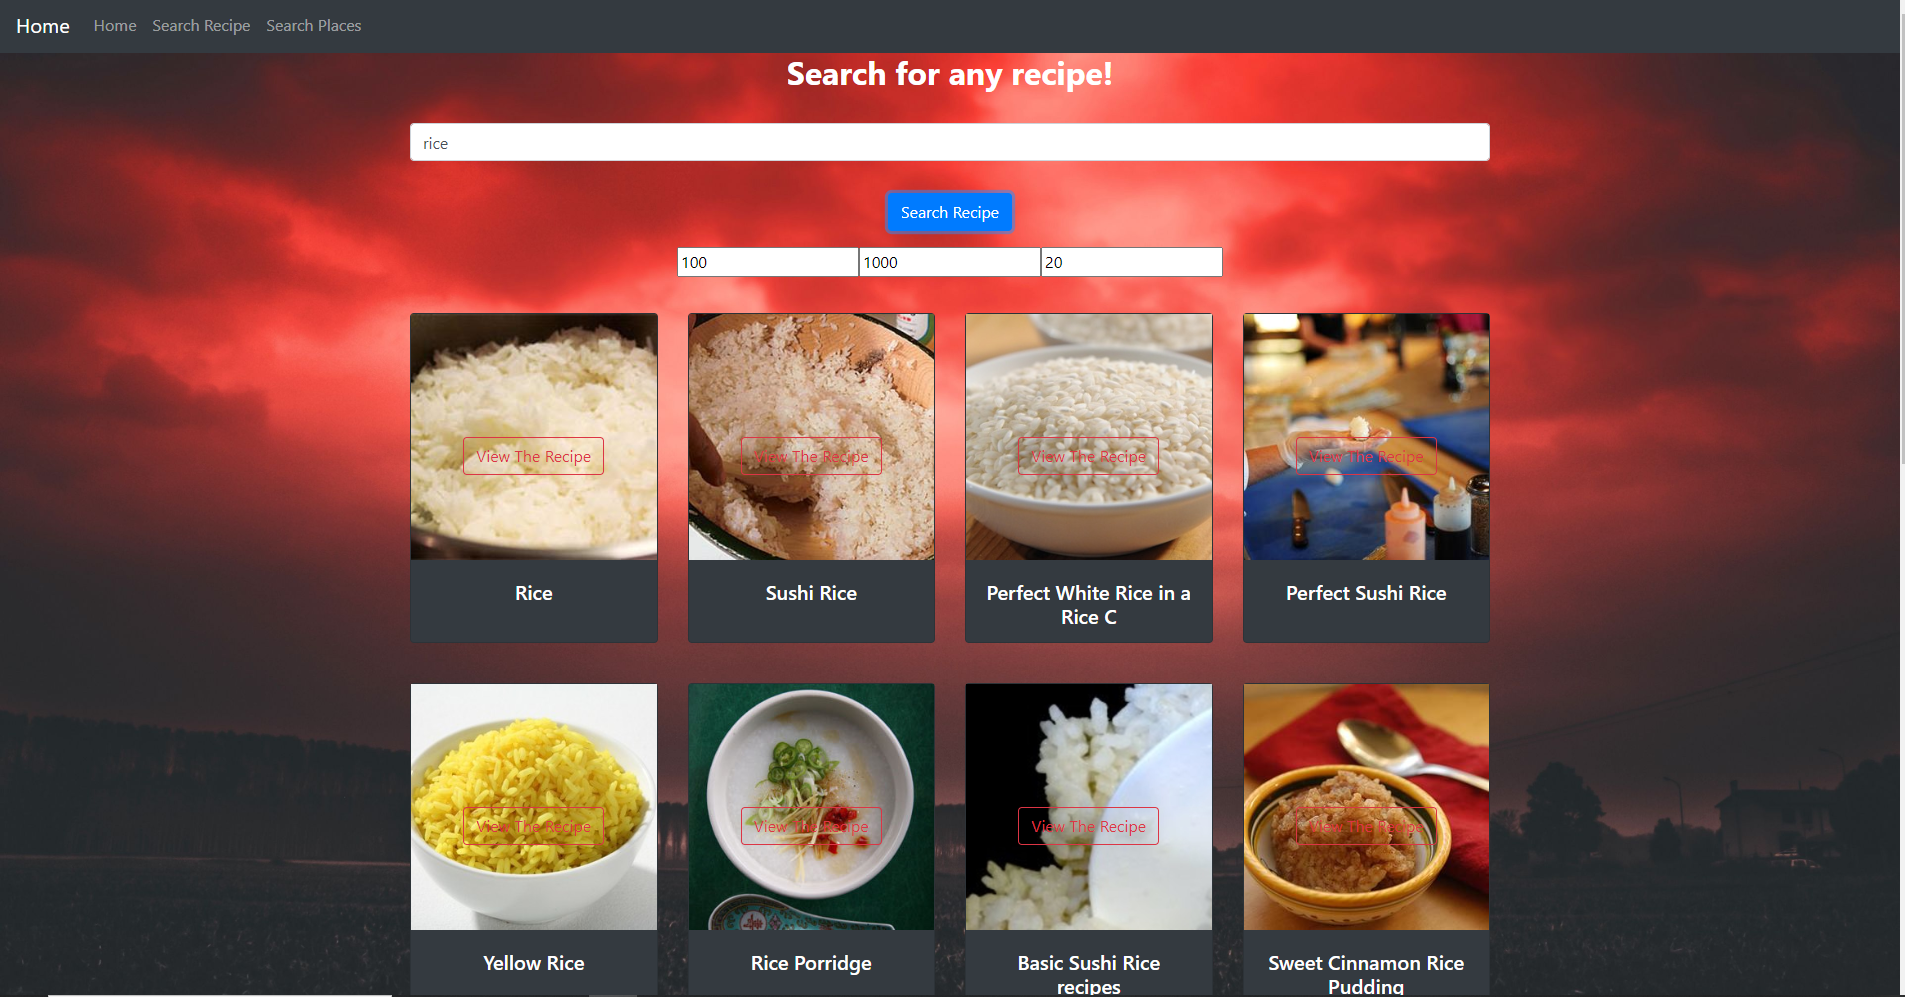 Home Home Search Recipe Search Places
Search for any recipe!
rice
Search Recipe
100 1000 20
View The Recipe View The Recipe View The Recipe View The Recipe
Rice
Sushi Rice
Perfect White Rice in a
Rice C
Perfect Sushi Rice
View The Recipe View The Recipe View The Recipe View The Recipe
Yellow Rice
Rice Porridge
Basic Sushi Rice
recipes
Sweet Cinnamon Rice
Pudding